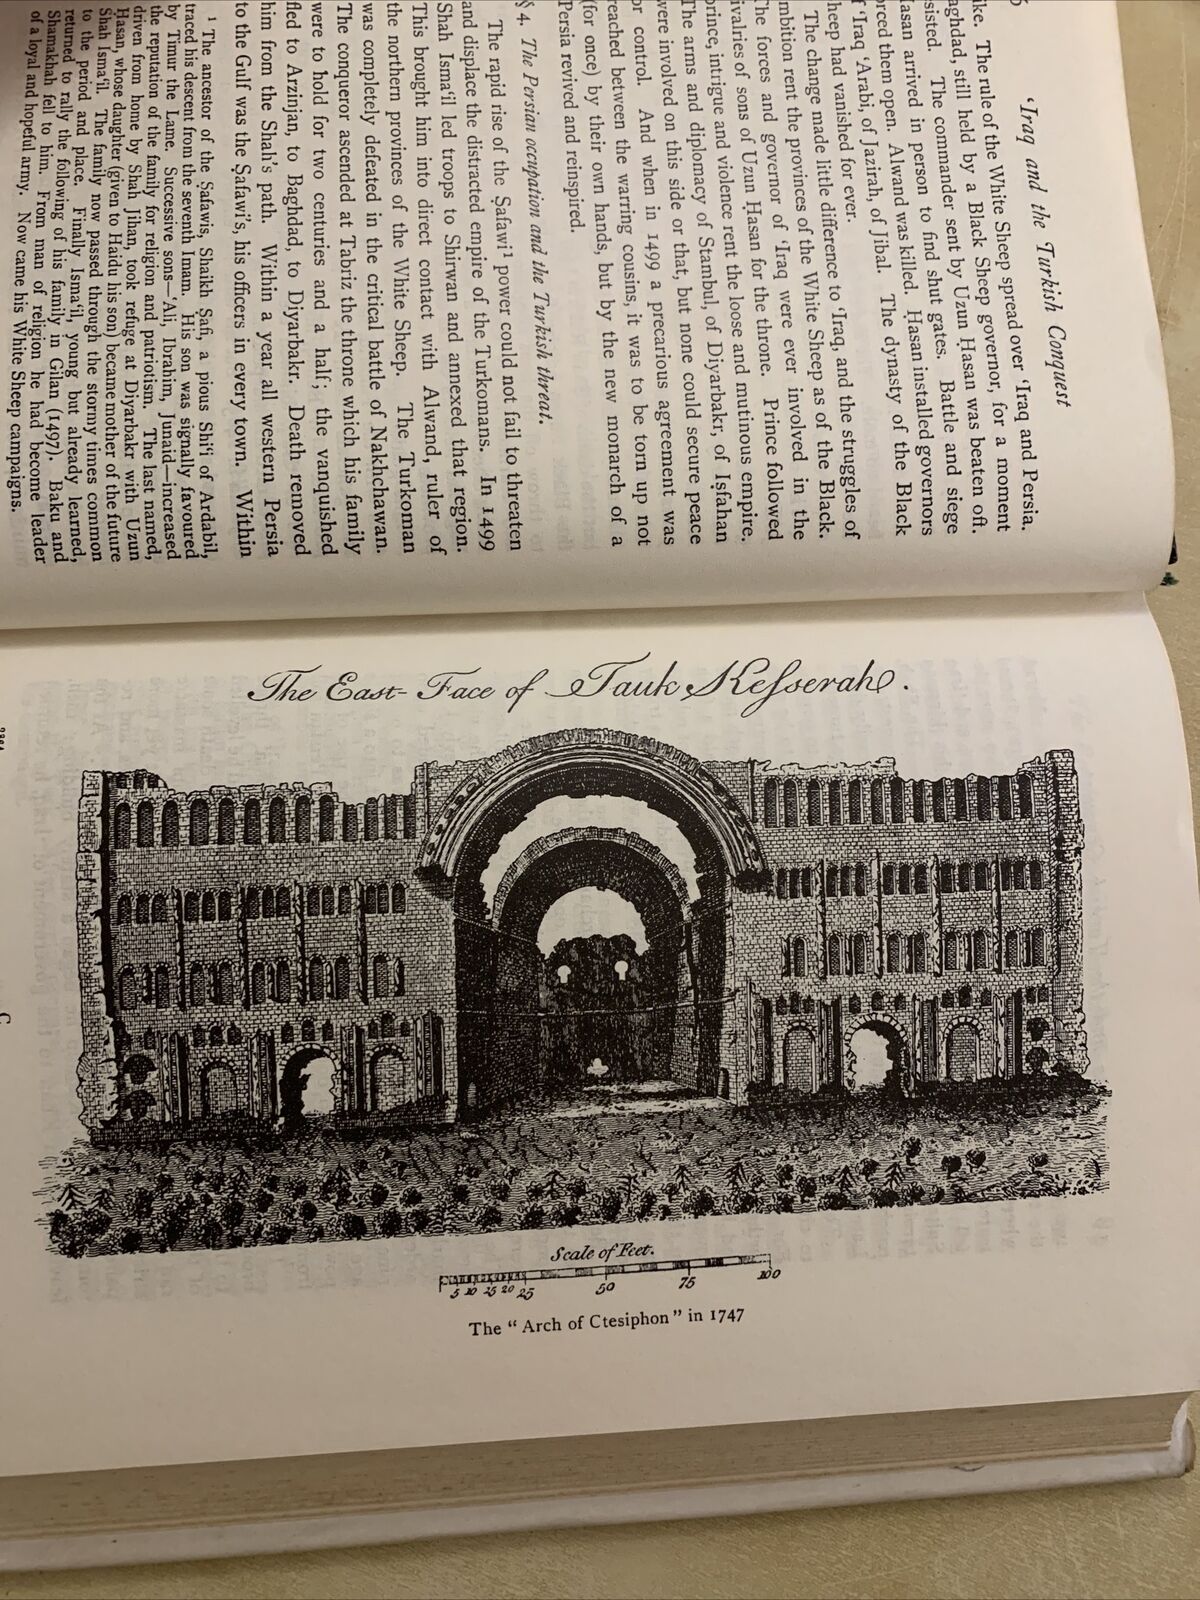 'Iraq and the Turkish Conquest
The rule of the White Sheep spread over 'Iraq and Persia.
still held by a Black Sheep governor, for a moment
The commander sent by Uzun Ḥasan was beaten off.
arrived in person to find shut gates. Battle and siege
them open. Alwand was killed. Ḥasan installed governors
'Iraq 'Arabi, of Jazirah, of Jibal. The dynasty of the Black
had vanished for ever.
The change made little difference to 'Iraq, and the struggles of
rent the provinces of the White Sheep as of the Black.
The forces and governor of 'Iraq were ever involved in the
of sons of Uzun Ḥasan for the throne. Prince followed
prince, intrigue and violence rent the loose and mutinous empire.
The arms and diplomacy of Stanbul, of Diyarbakr, of Iṣfahan
were involved on this side or that, but none could secure peace
or control. And when in 1499 a precarious agreement was
reached between the warring cousins, it was to be torn up not
(for once) by their own hands, but by the new monarch of a
Persia revived and reinspired.
§ 4. The Persian occupation and the Turkish threat.
The rapid rise of the Ṣafawi¹ power could not fail to threaten
and displace the distracted empire of the Turkomans. In 1499
Shah Isma'il led troops to Shirwan and annexed that region.
This brought him into direct contact with Alwand, ruler of
the northern provinces of the White Sheep. The Turkoman
was completely defeated in the critical battle of Nakhchawan.
The conqueror ascended at Tabriz the throne which his family
were to hold for two centuries and a half; the vanquished
fled to Arzinjan, to Baghdad, to Diyarbakr. Death removed
him from the Shah's path. Within a year all western Persia
to the Gulf was the Ṣafawi's, his officers in every town. Within
¹ The ancestor of the Ṣafawis, Shaikh Ṣafi, a pious Shi'i of Ardabil,
traced his descent from the seventh Imam. His son was signally favoured
by Timur the Lame. Successive sons—'Ali, Ibrahim, Junaid—increased
the reputation of the family for religion and patriotism. The last named,
driven from home by Shah Jihan, took refuge at Diyarbakr with Uzun
Ḥasan, whose daughter (given to Haidu his son) became mother of the future
Shah Isma'il. The family now passed through the stormy times common
to the period and place. Finally Isma'il, young but already learned,
returned to rally the following of his family in Gilan (1497). Baku and
Shamakhah fell to him. From man of religion he had become leader
of a loyal and hopeful army. Now came his White Sheep campaigns.
The East-Face of Tauk Kesserah.
Scale of Feet.
5 10 15 20 25 50 75 100
The "Arch of Ctesiphon" in 1747
C